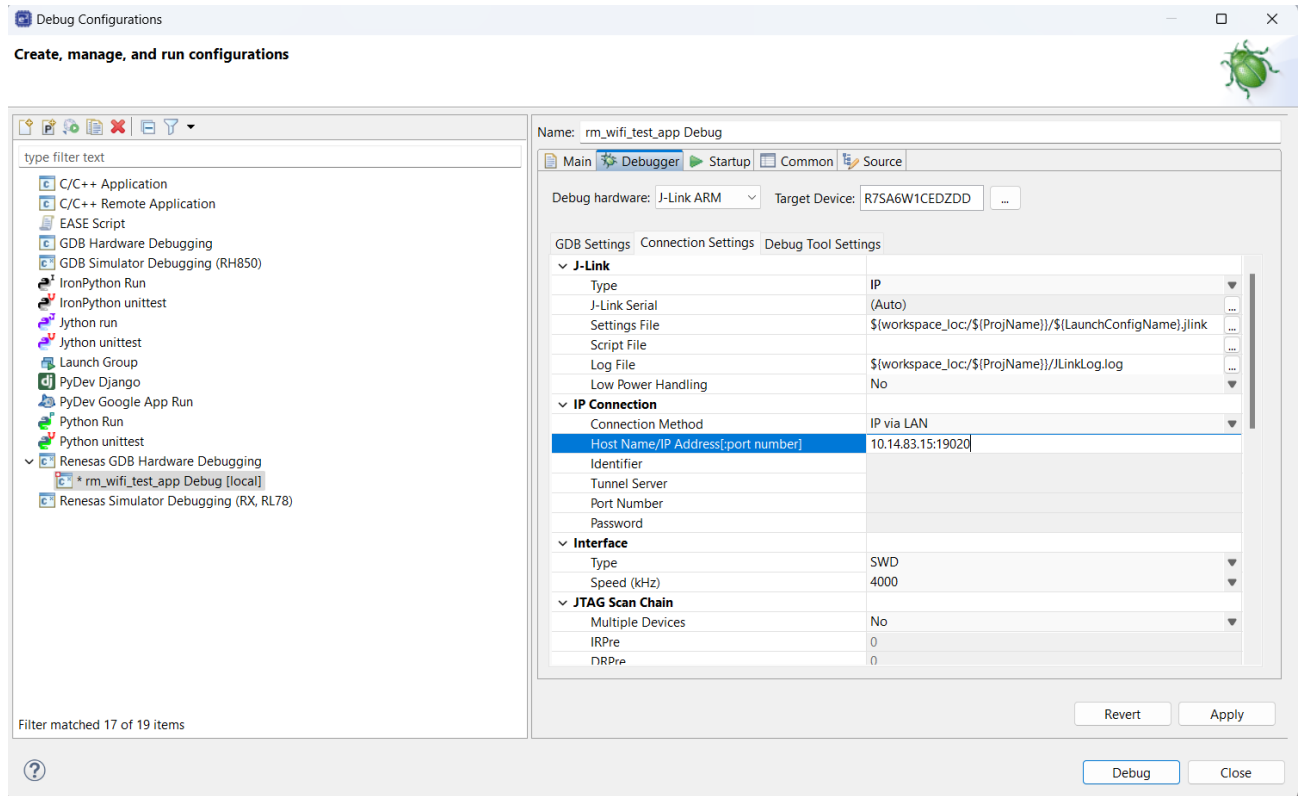 Debug Configurations
Create, manage, and run configurations
type filter text
C/C++ Application
C/C++ Remote Application
EASE Script
GDB Hardware Debugging
GDB Simulator Debugging (RH850)
IronPython Run
IronPython unittest
Jython run
Jython unittest
Launch Group
PyDev Django
PyDev Google App Run
Python Run
Python unittest
Renesas GDB Hardware Debugging
* rm_wifi_test_app Debug [local]
Renesas Simulator Debugging (RX, RL78)
Filter matched 17 of 19 items
Name: rm_wifi_test_app Debug
Main Debugger Startup Common Source
Debug hardware: J-Link ARM Target Device: R7SA6W1CEDZDD ...
GDB Settings Connection Settings Debug Tool Settings
J-Link
Type IP
J-Link Serial (Auto) ...
Settings File ${workspace_loc:/${ProjName}}/${LaunchConfigName}.jlink ...
Script File ...
Log File ${workspace_loc:/${ProjName}}/JLinkLog.log ...
Low Power Handling No
IP Connection
Connection Method IP via LAN
Host Name/IP Address[:port number] 10.14.83.15:19020
Identifier
Tunnel Server
Port Number
Password
Interface
Type SWD
Speed (kHz) 4000
JTAG Scan Chain
Multiple Devices No
IRPre 0
DRPre 0
Revert Apply
Debug Close